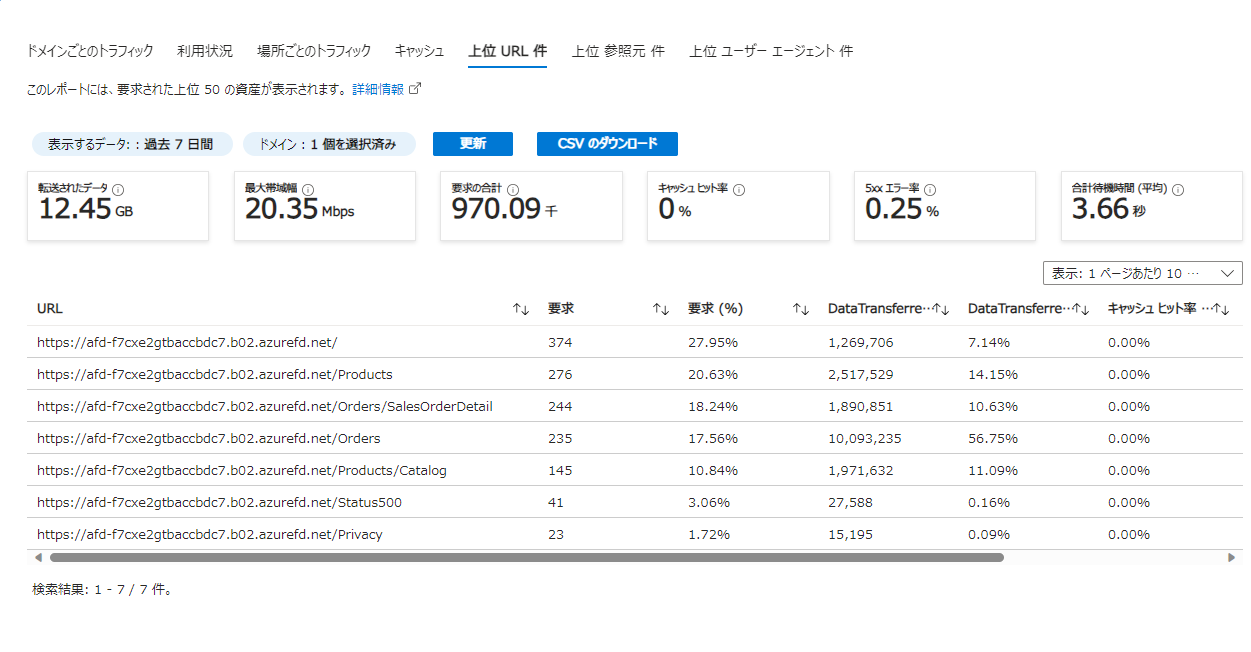 ドメインごとのトラフィック 利用状況 場所ごとのトラフィック キャッシュ 上位 URL 件 上位 参照元 件 上位 ユーザー エージェント 件
このレポートには、要求された上位 50 の資産が表示されます。 詳細情報
表示するデータ: : 過去 7 日間 ドメイン : 1 個を選択済み 更新 CSV のダウンロード
転送されたデータ 最大帯域幅 要求の合計 キャッシュ ヒット率 5xx エラー率 合計待機時間 (平均)
12.45 GB 20.35 Mbps 970.09 千 0 % 0.25 % 3.66 秒
表示: 1 ページあたり 10 …
URL 要求 要求 (%) DataTransferre… DataTransferre… キャッシュ ヒット率 …
https://afd-f7cxe2gtbaccbdc7.b02.azurefd.net/ 374 27.95% 1,269,706 7.14% 0.00%
https://afd-f7cxe2gtbaccbdc7.b02.azurefd.net/Products 276 20.63% 2,517,529 14.15% 0.00%
https://afd-f7cxe2gtbaccbdc7.b02.azurefd.net/Orders/SalesOrderDetail 244 18.24% 1,890,851 10.63% 0.00%
https://afd-f7cxe2gtbaccbdc7.b02.azurefd.net/Orders 235 17.56% 10,093,235 56.75% 0.00%
https://afd-f7cxe2gtbaccbdc7.b02.azurefd.net/Products/Catalog 145 10.84% 1,971,632 11.09% 0.00%
https://afd-f7cxe2gtbaccbdc7.b02.azurefd.net/Status500 41 3.06% 27,588 0.16% 0.00%
https://afd-f7cxe2gtbaccbdc7.b02.azurefd.net/Privacy 23 1.72% 15,195 0.09% 0.00%
検索結果: 1 - 7 / 7 件。